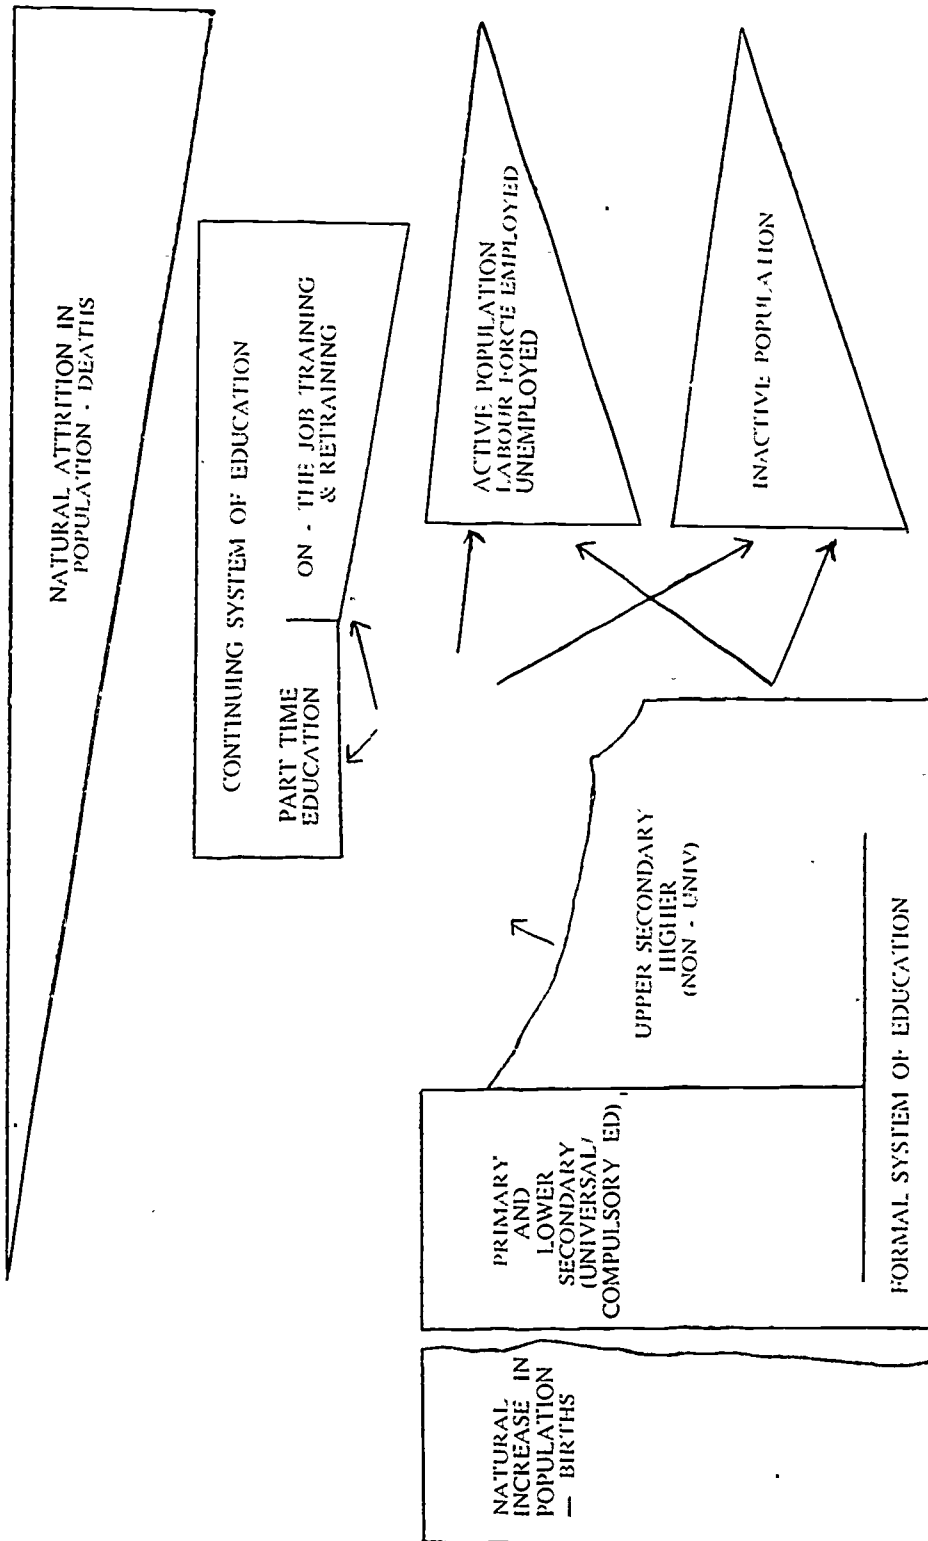 NATURAL ATTRITION IN
POPULATION - DEATHS
CONTINUING SYSTEM OF EDUCATION
PART TIME
EDUCATION
ON - THE JOB TRAINING
& RETRAINING
ACTIVE POPULATION
LABOUR FORCE EMPLOYED
UNEMPLOYED
INACTIVE POPULATION
NATURAL
INCREASE IN
POPULATION
— BIRTHS
PRIMARY
AND
LOWER
SECONDARY
(UNIVERSAL/
COMPULSORY ED)
UPPER SECONDARY
HIGHER
(NON - UNIV)
FORMAL SYSTEM OF EDUCATION